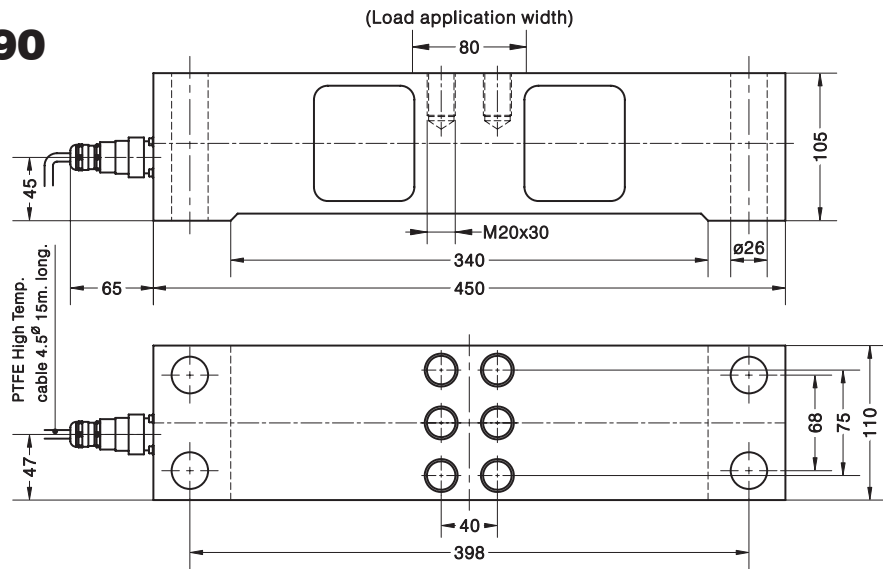 90
(Load application width)
80
105
45
M20x30
ø26
340
65
450
PTFE High Temp.
cable 4.5ø 15m. long.
47
68
75
110
40
398